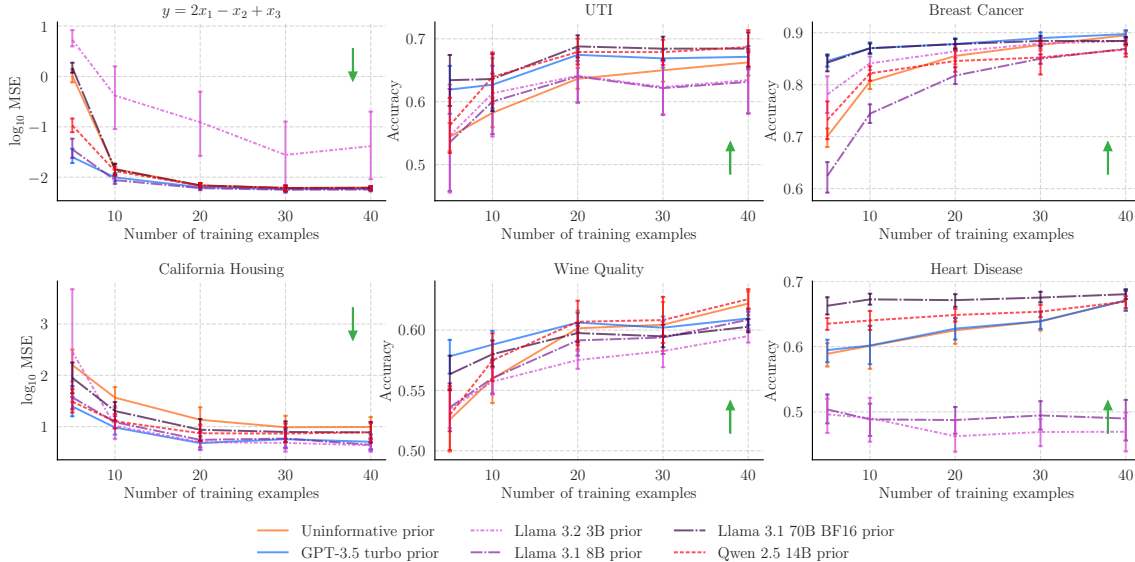 y = 2x₁ − x₂ + x₃
log₁₀ MSE
1
0
−1
−2
10 20 30 40
Number of training examples
UTI
Accuracy
0.7
0.6
0.5
10 20 30 40
Number of training examples
Breast Cancer
Accuracy
0.9
0.8
0.7
0.6
10 20 30 40
Number of training examples
California Housing
log₁₀ MSE
3
2
1
10 20 30 40
Number of training examples
Wine Quality
Accuracy
0.60
0.55
0.50
10 20 30 40
Number of training examples
Heart Disease
Accuracy
0.7
0.6
0.5
10 20 30 40
Number of training examples
Uninformative prior
GPT-3.5 turbo prior
Llama 3.2 3B prior
Llama 3.1 8B prior
Llama 3.1 70B BF16 prior
Qwen 2.5 14B prior